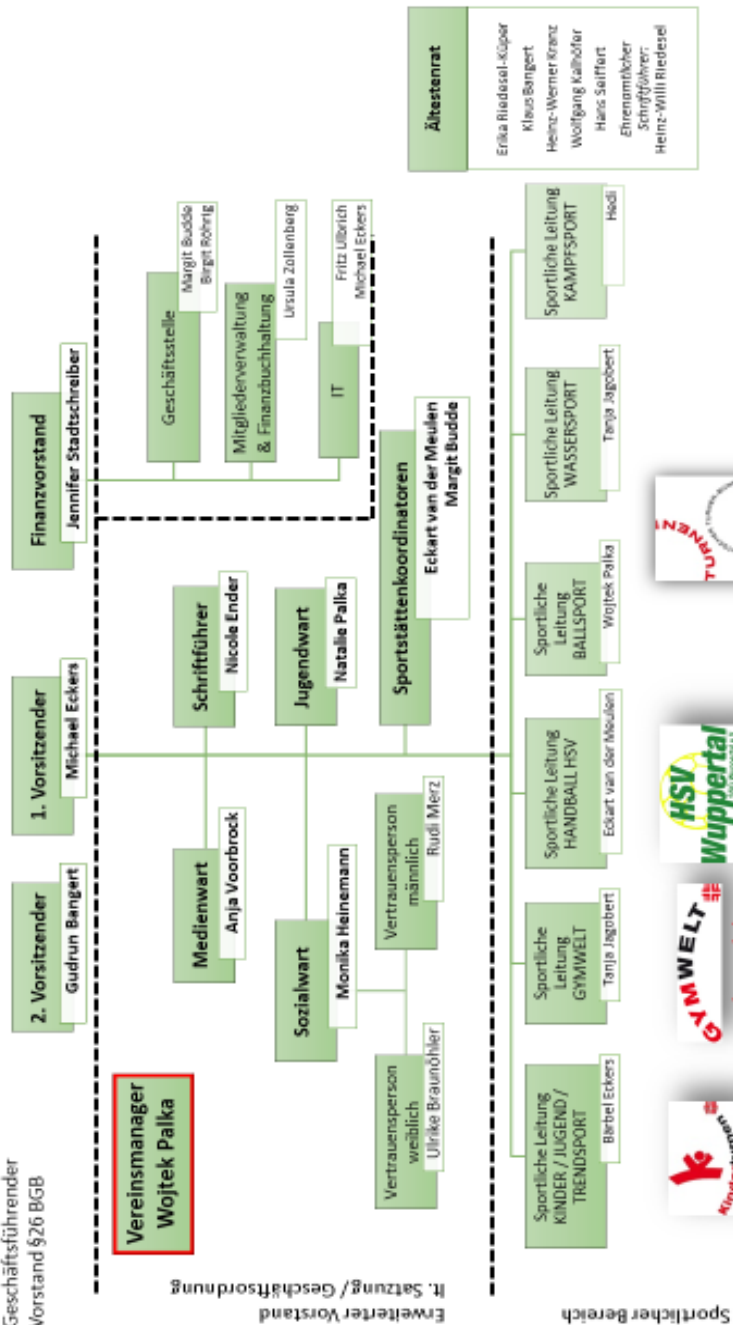 Geschäftsführender
Vorstand §26 BGB
2. Vorsitzender
Gudrun Bangert
1. Vorsitzender
Michael Eckers
Finanzvorstand
Jennifer Stadtschreiber
Erweiterter Vorstand
lt. Satzung / Geschäftsordnung
Vereinsmanager
Wojtek Palka
Medienwart
Anja Voorbrock
Schriftführer
Nicole Ender
Sozialwart
Monika Heinemann
Jugendwart
Natalie Palka
Vertrauensperson
weiblich
Ulrike Braunöhler
Vertrauensperson
männlich
Rudi Merz
Sportstättenkoordinatoren
Eckart van der Meulen
Margit Budde
Geschäftsstelle
Margit Budde
Birgit Röhrig
Mitgliederverwaltung
& Finanzbuchhaltung
Ursula Zollenberg
IT
Fritz Ulbrich
Michael Eckers
Sportlicher Bereich
Sportliche Leitung
KINDER / JUGEND /
TRENDSPORT
Bärbel Eckers
Sportliche
Leitung
GYMWELT
Tanja Jagobert
Sportliche Leitung
HANDBALL HSV
Eckart van der Meulen
Sportliche
Leitung
BALLSPORT
Wojtek Palka
Sportliche Leitung
WASSERSPORT
Tanja Jagobert
Sportliche Leitung
KAMPFSPORT
Hedi
Ältestenrat
Erika Riedesel-Küper
Klaus Bangert
Heinz-Werner Kranz
Wolfgang Kalhöfer
Hans Seiffert
Ehrenamtlicher
Schriftführer:
Heinz-Willi Riedesel
GYMWELT
HSV
Wuppertal
TURNEN